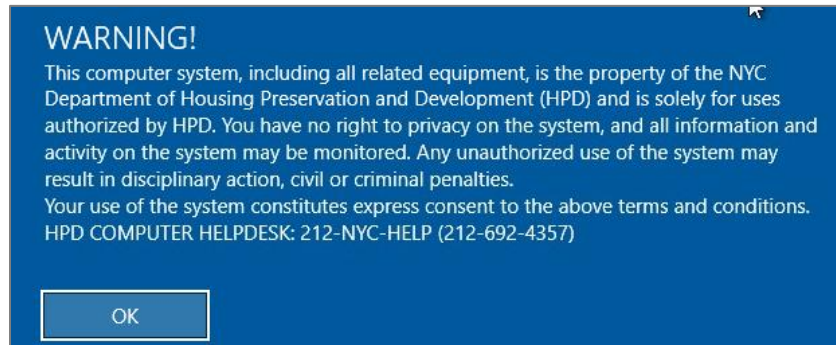 WARNING!
This computer system, including all related equipment, is the property of the NYC
Department of Housing Preservation and Development (HPD) and is solely for uses
authorized by HPD. You have no right to privacy on the system, and all information and
activity on the system may be monitored. Any unauthorized use of the system may
result in disciplinary action, civil or criminal penalties.
Your use of the system constitutes express consent to the above terms and conditions.
HPD COMPUTER HELPDESK: 212-NYC-HELP (212-692-4357)
OK